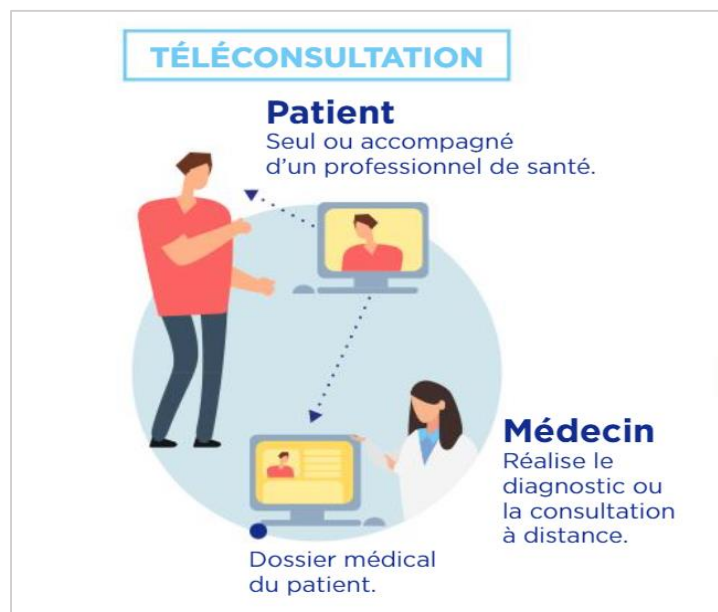 TÉLÉCONSULTATION
Patient
Seul ou accompagné
d'un professionnel de santé.
Médecin
Réalise le
diagnostic ou
la consultation
à distance.
Dossier médical
du patient.